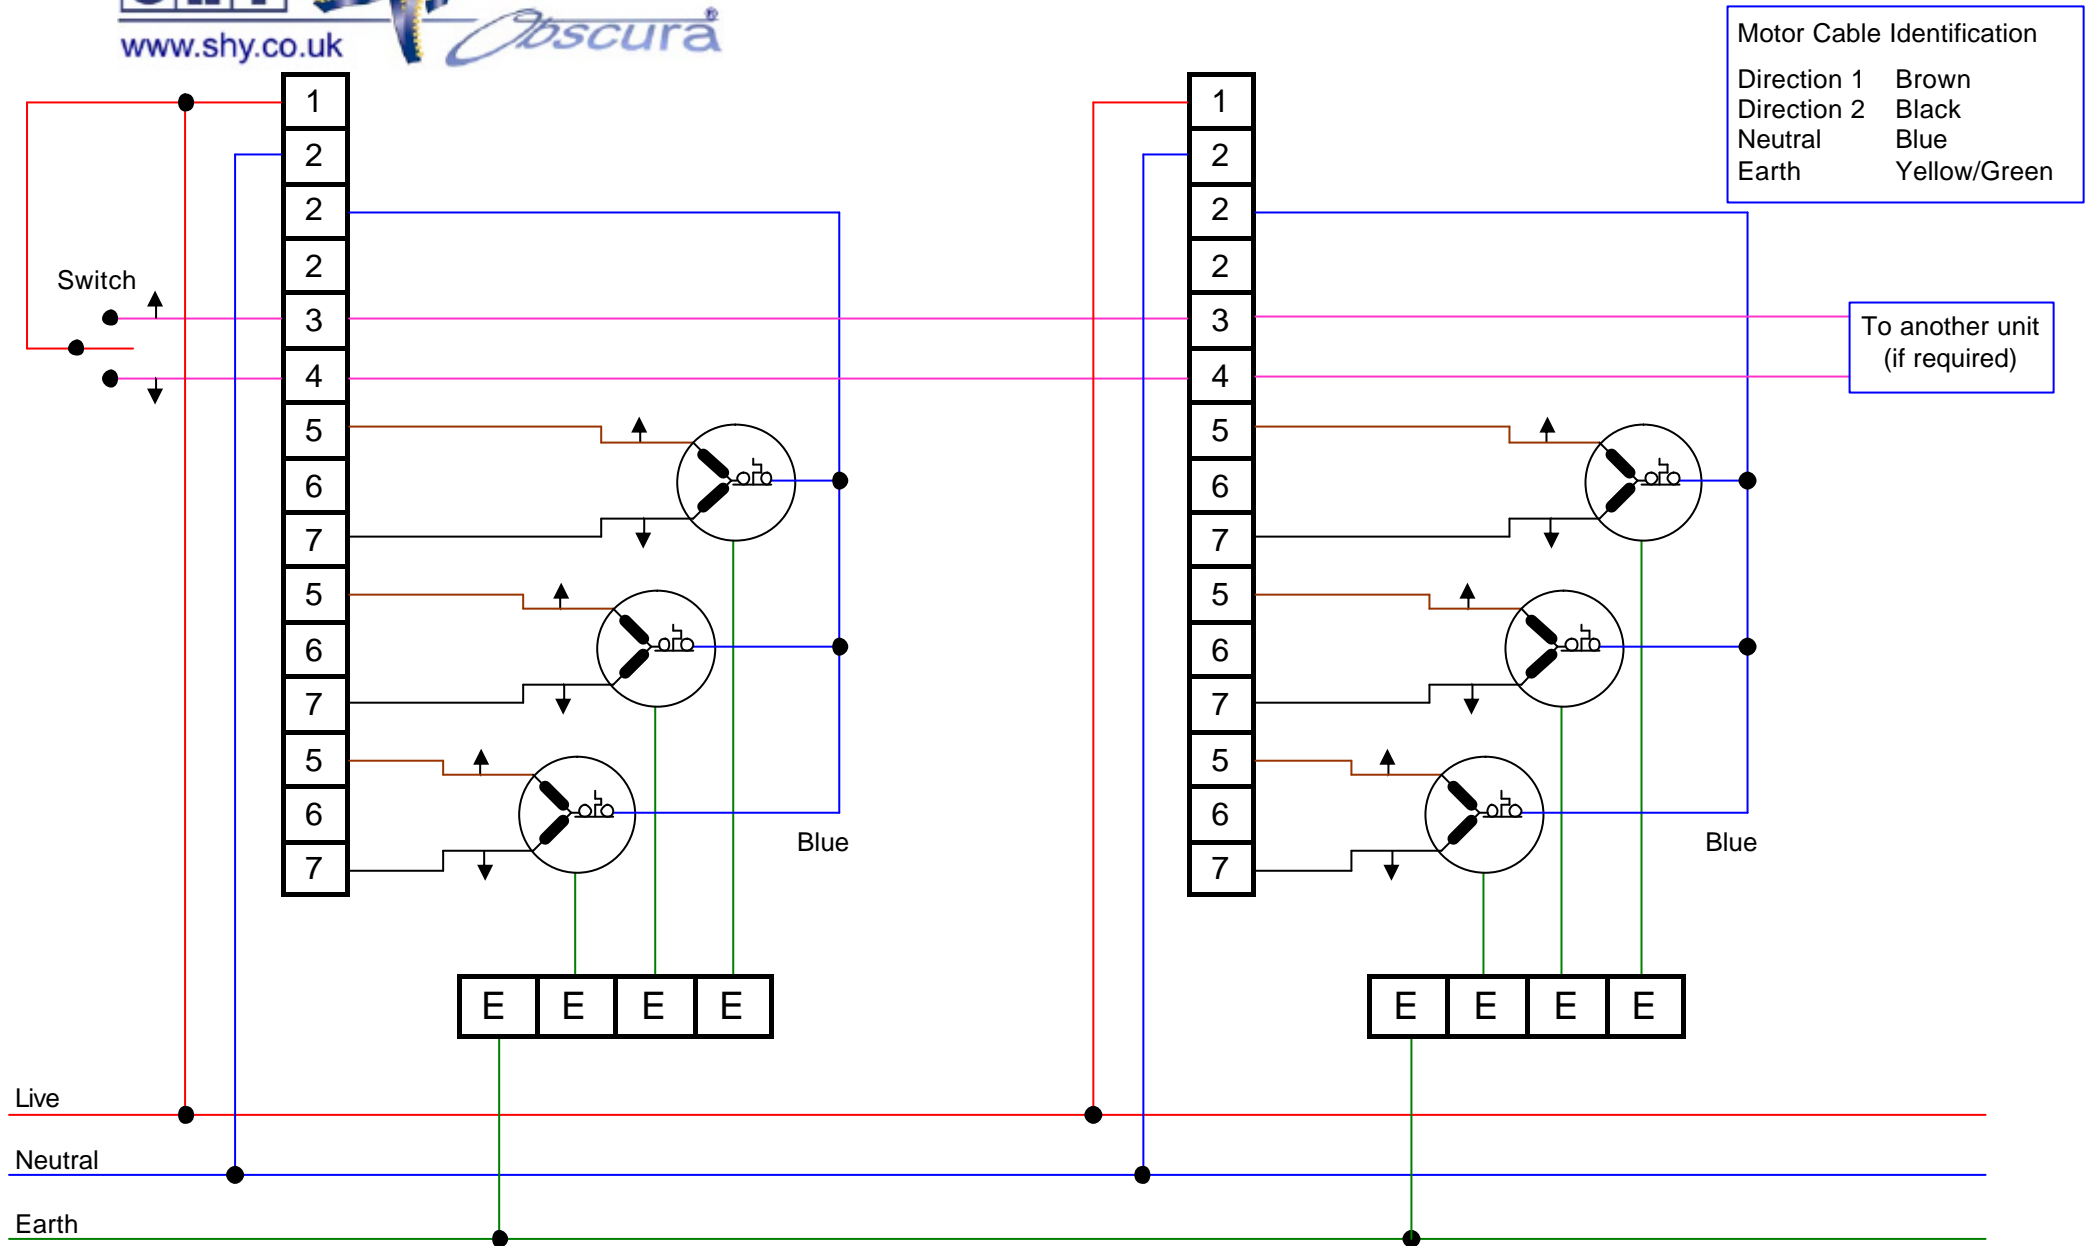 www.shy.co.uk
Obscura®
Motor Cable Identification
Direction 1 Brown
Direction 2 Black
Neutral Blue
Earth Yellow/Green
1
2
2
2
3
4
5
6
7
5
6
7
5
6
7
Switch
Blue
E E E E
1
2
2
2
3
4
5
6
7
5
6
7
5
6
7
To another unit
(if required)
Blue
E E E E
Live
Neutral
Earth